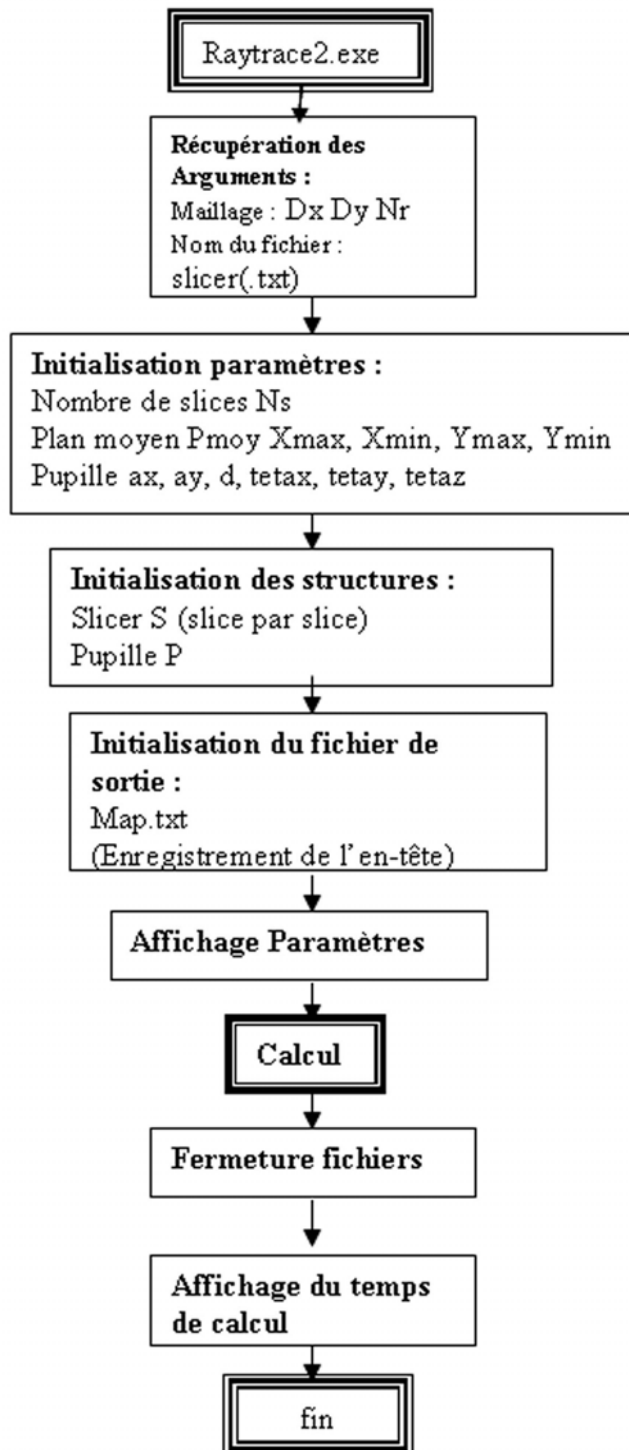 Raytrace2.exe
Récupération des
Arguments :
Maillage : Dx Dy Nr
Nom du fichier :
slicer(.txt)
Initialisation paramètres :
Nombre de slices Ns
Plan moyen Pmoy Xmax, Xmin, Ymax, Ymin
Pupille ax, ay, d, tetax, tetay, tetaz
Initialisation des structures :
Slicer S (slice par slice)
Pupille P
Initialisation du fichier de
sortie :
Map.txt
(Enregistrement de l'en-tête)
Affichage Paramètres
Calcul
Fermeture fichiers
Affichage du temps
de calcul
fin